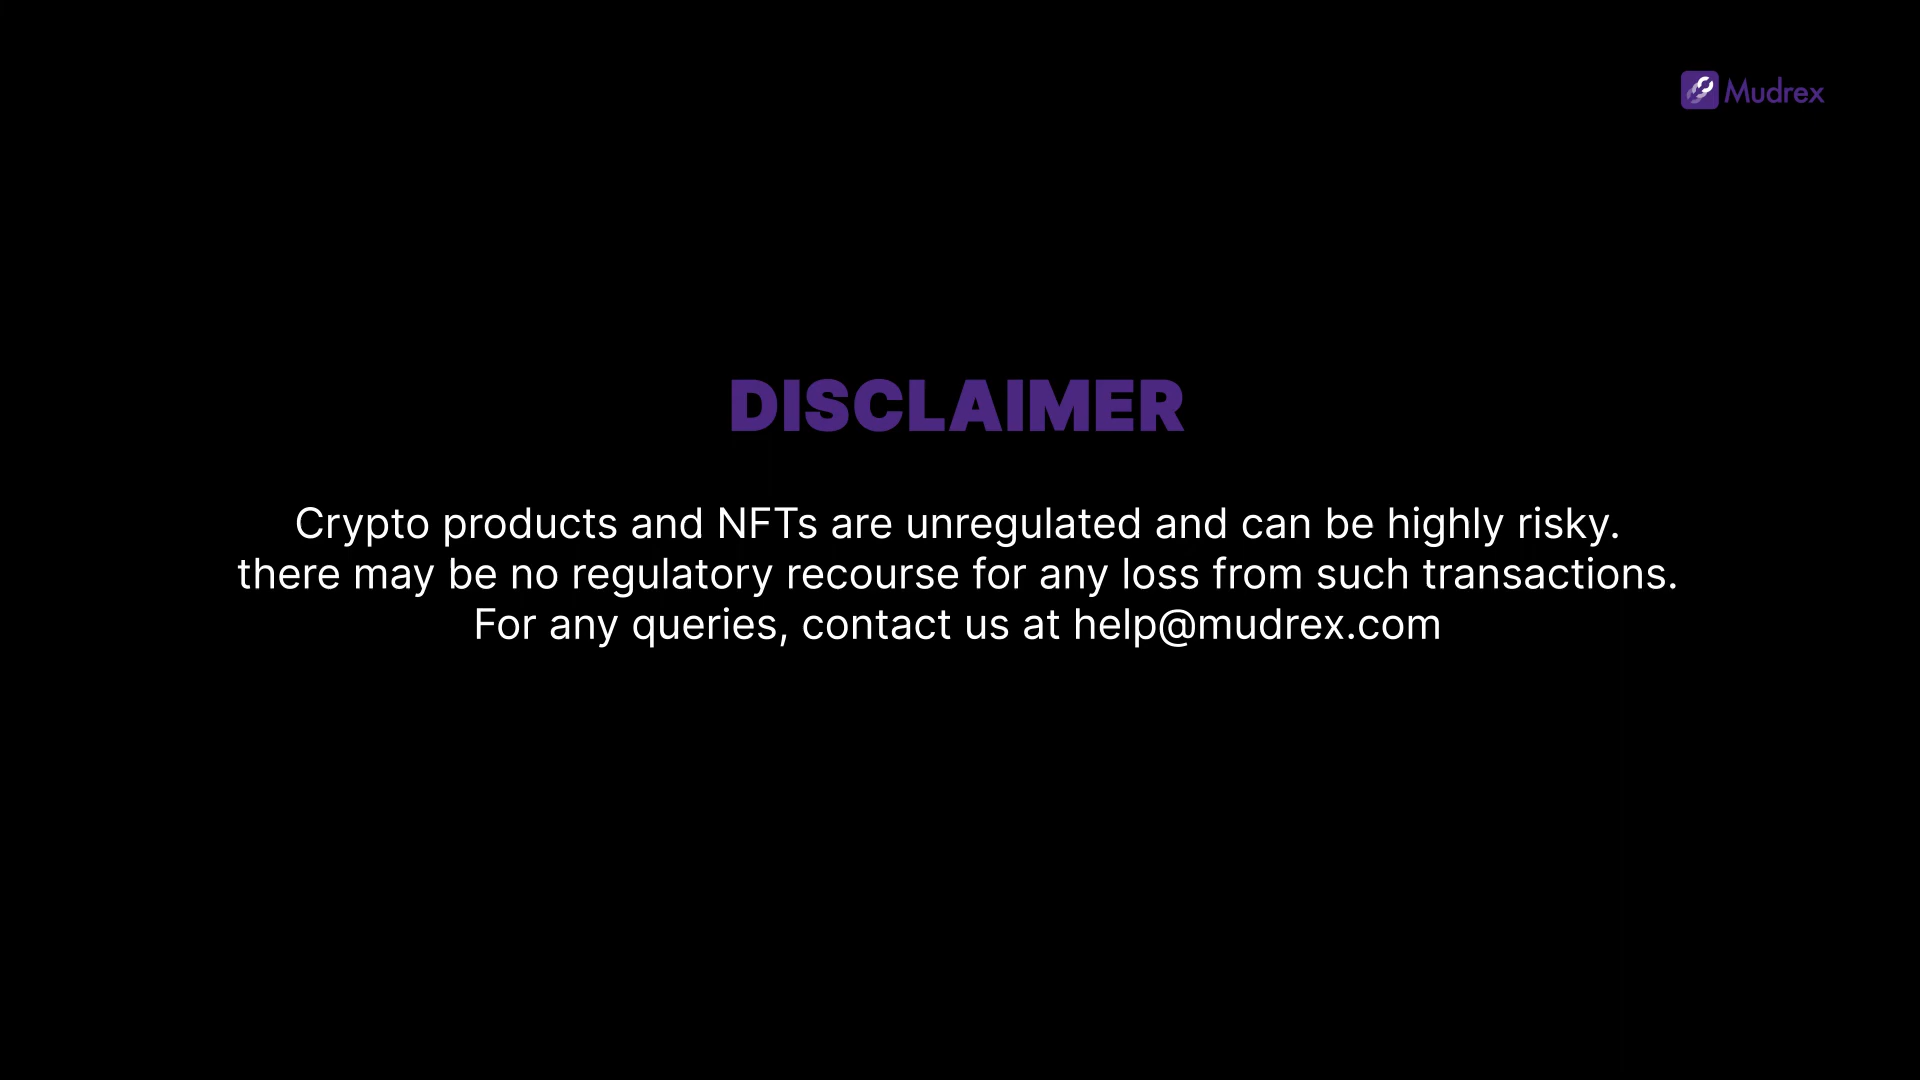 Mudrex
DISCLAIMER
Crypto products and NFTs are unregulated and can be highly risky.
there may be no regulatory recourse for any loss from such transactions.
For any queries, contact us at help@mudrex.com